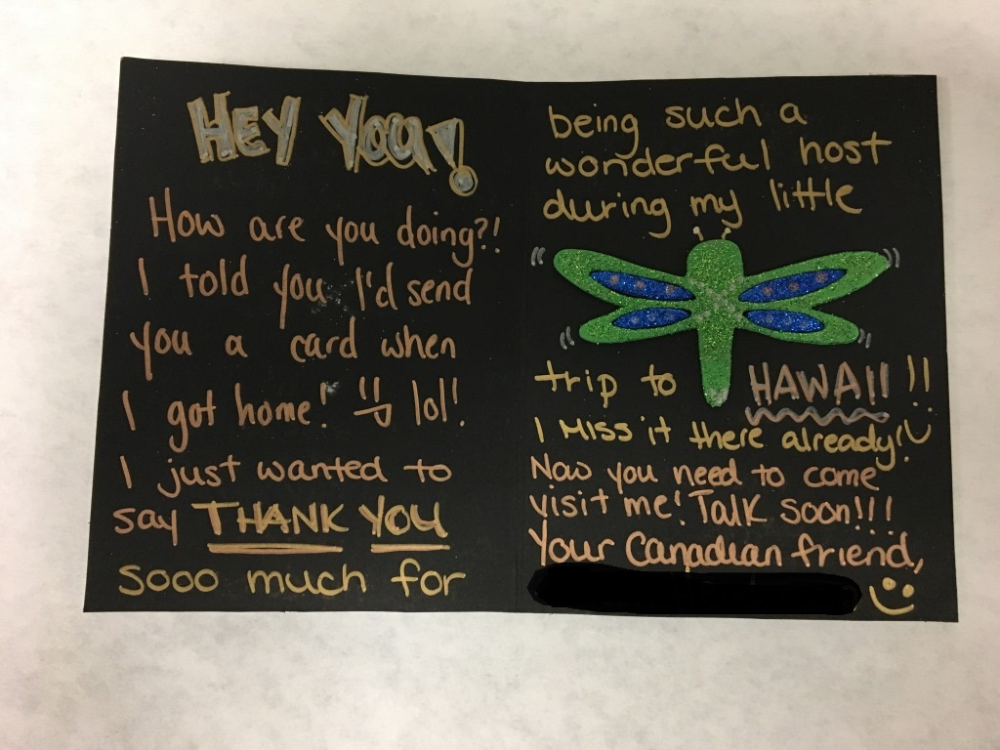 HEY YOU!
How are you doing?!
I told you I'd send
you a card when
I got home! lol!
I just wanted to
say THANK YOU
sooo much for
being such a
wonderful host
during my little
trip to HAWAII!!
I Miss it there already!
Now you need to come
visit me! Talk soon!!!
Your Canadian friend,